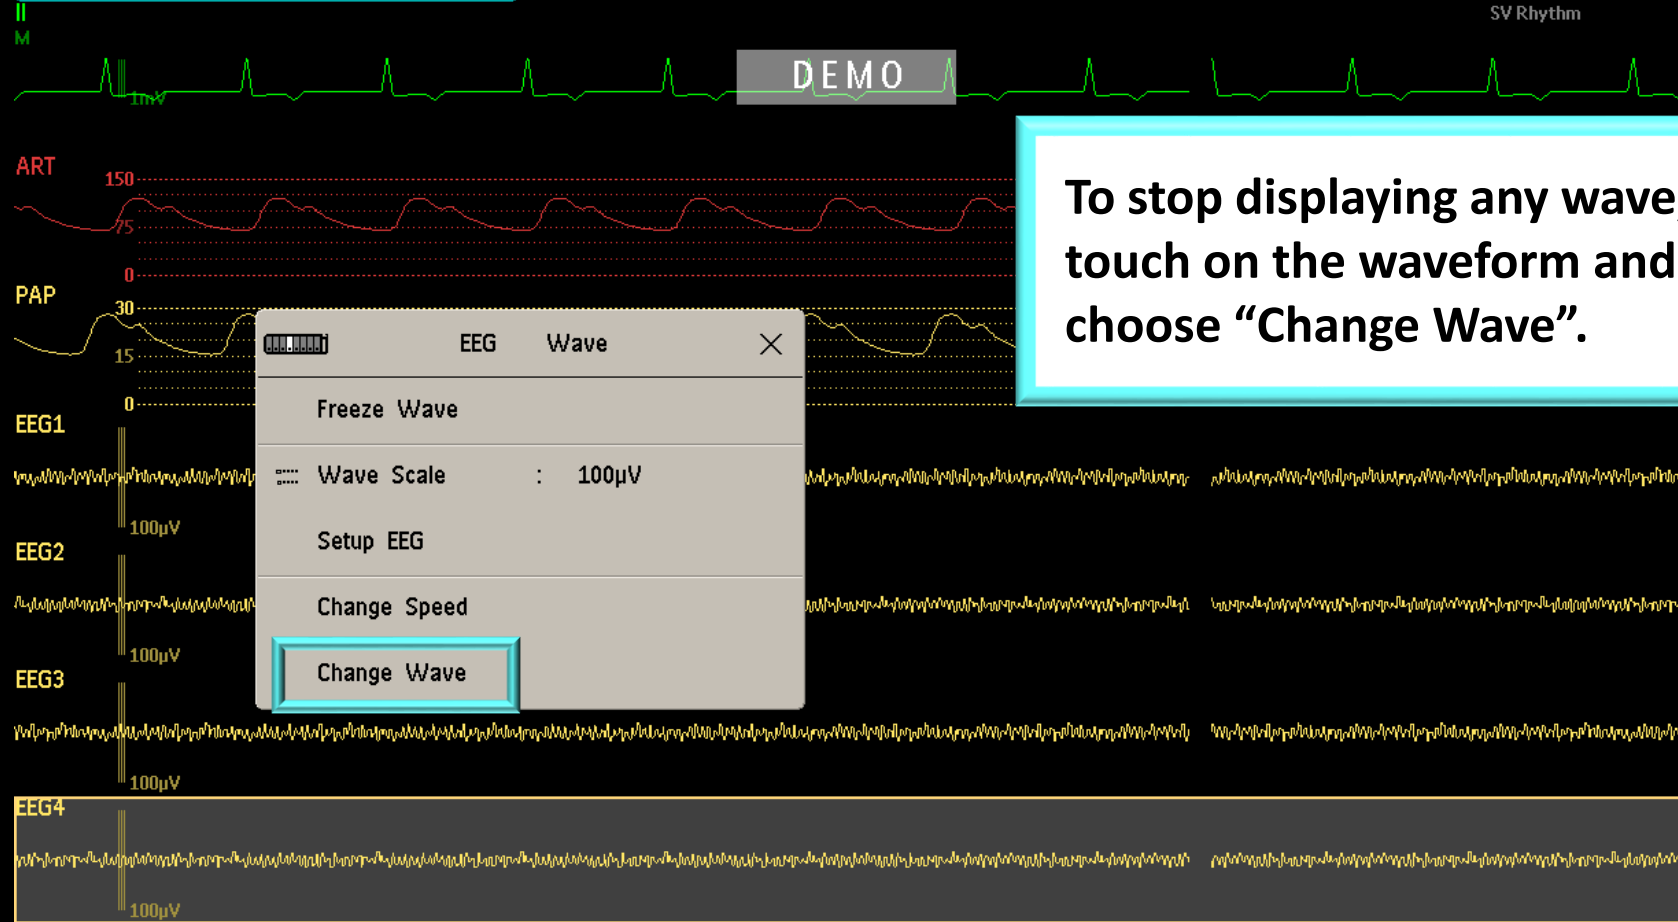 II
SV Rhythm
M
DEMO
1mV
ART
150
75
0
To stop displaying any wave,
touch on the waveform and
choose “Change Wave”.
PAP
30
15
0
EEG Wave
Freeze Wave
Wave Scale : 100µV
Setup EEG
Change Speed
Change Wave
EEG1
100µV
EEG2
100µV
EEG3
100µV
EEG4
100µV